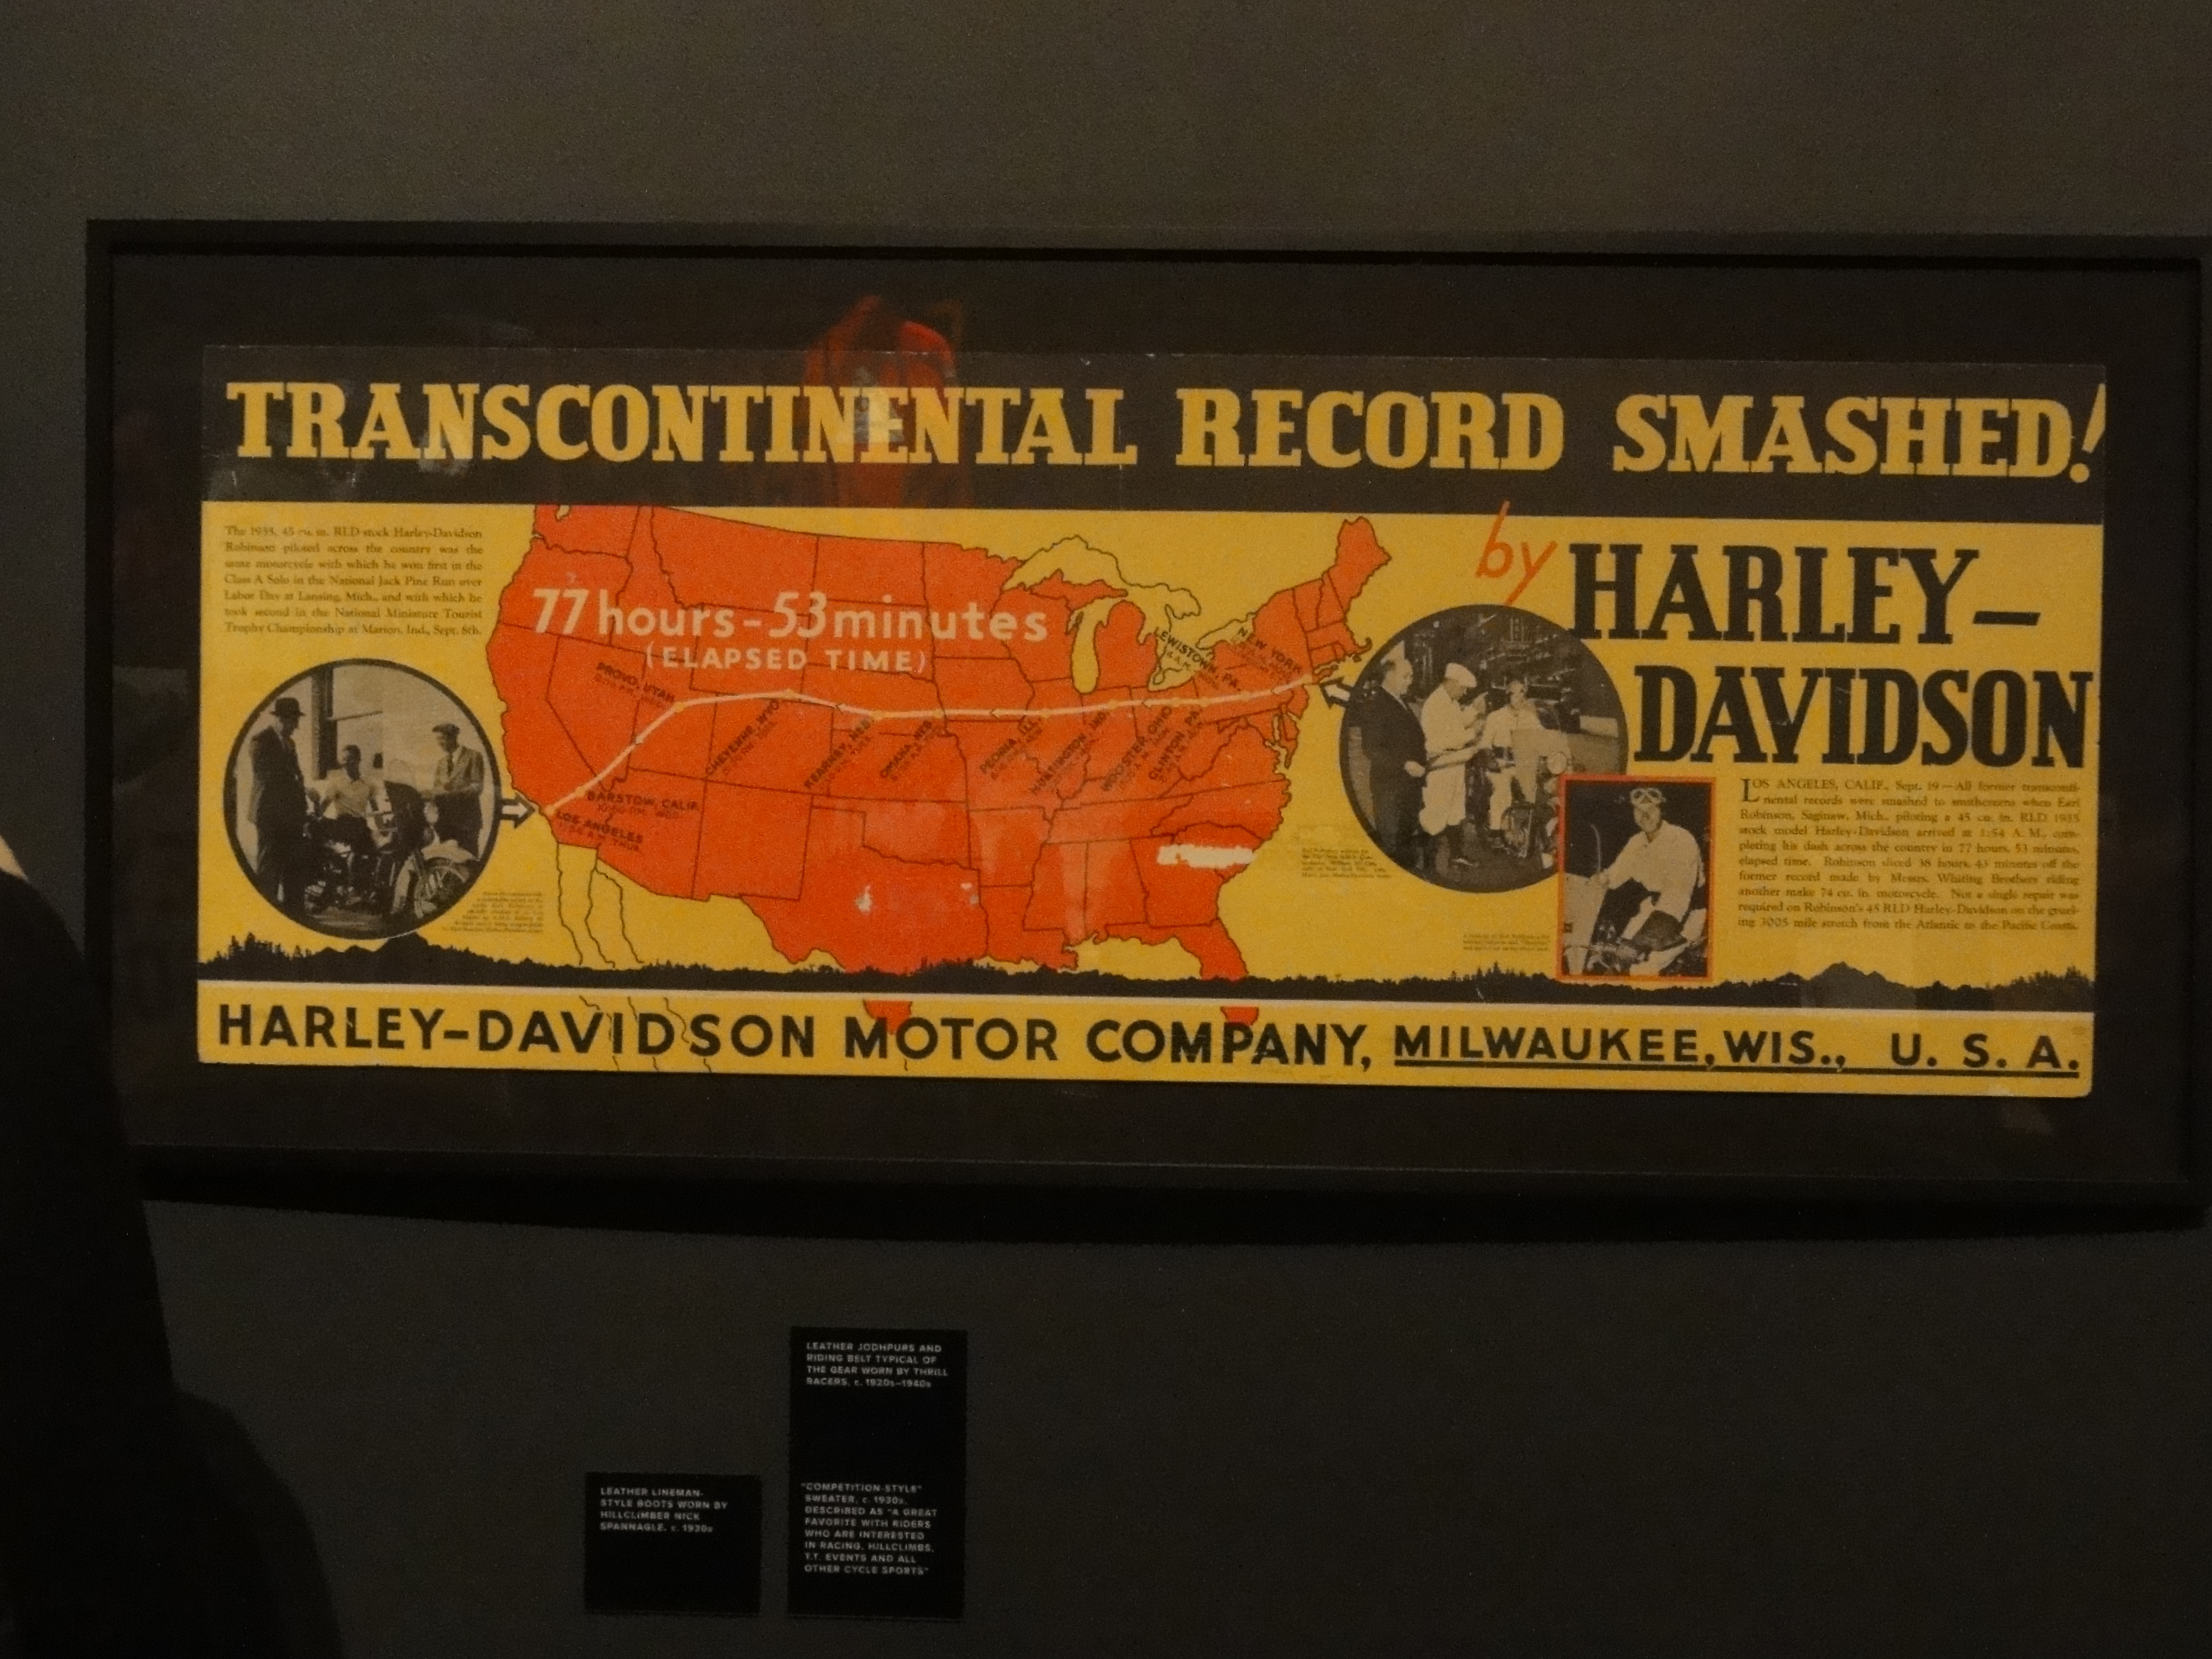 TRANSCONTINENTAL RECORD SMASHED!
by HARLEY-
DAVIDSON
The 1935, 45 cu. in. RLD stock Harley-Davidson
Robinson piloted across the country was the
same motorcycle with which he won first in the
Class A Solo in the National Jack Pine Run over
Labor Day at Lansing, Mich., and with which he
took second in the National Miniature Tourist
Trophy Championship at Marion, Ind., Sept. 8th.
77 hours-53 minutes
(ELAPSED TIME)
PROVO, UTAH
CHEYENNE, WYO.
KEARNEY, NEB.
OMAHA, NEB.
PEORIA, ILL.
HUNTINGTON, IND.
WOOSTER, OHIO
CLINTON, PA.
LEWISTOWN, PA.
NEW YORK
BARSTOW, CALIF.
LOS ANGELES
1:54 A.M. THUR.
LOS ANGELES, CALIF., Sept. 19—All former transconti-
nental records were smashed to smithereens when Earl
Robinson, Saginaw, Mich., piloting a 45 cu. in. RLD 1935
stock model Harley-Davidson arrived at 1:54 A. M., com-
pleting his dash across the country in 77 hours, 53 minutes,
elapsed time. Robinson sliced 38 hours, 43 minutes off the
former record made by Messrs. Whiting Brothers riding
another make 74 cu. in. motorcycle. Not a single repair was
required on Robinson's 45 RLD Harley-Davidson on the gruel-
ing 3005 mile stretch from the Atlantic to the Pacific Coasts.
HARLEY-DAVIDSON MOTOR COMPANY, MILWAUKEE, WIS., U. S. A.
LEATHER JODHPURS AND
RIDING BELT TYPICAL OF
THE GEAR WORN BY THRILL
RACERS, c. 1920s–1940s
LEATHER LINEMAN-
STYLE BOOTS WORN BY
HILLCLIMBER NICK
SPANNAGLE, c. 1930s
"COMPETITION-STYLE"
SWEATER, c. 1930s,
DESCRIBED AS "A GREAT
FAVORITE WITH RIDERS
WHO ARE INTERESTED
IN RACING, HILLCLIMBS,
T.T. EVENTS AND ALL
OTHER CYCLE SPORTS"